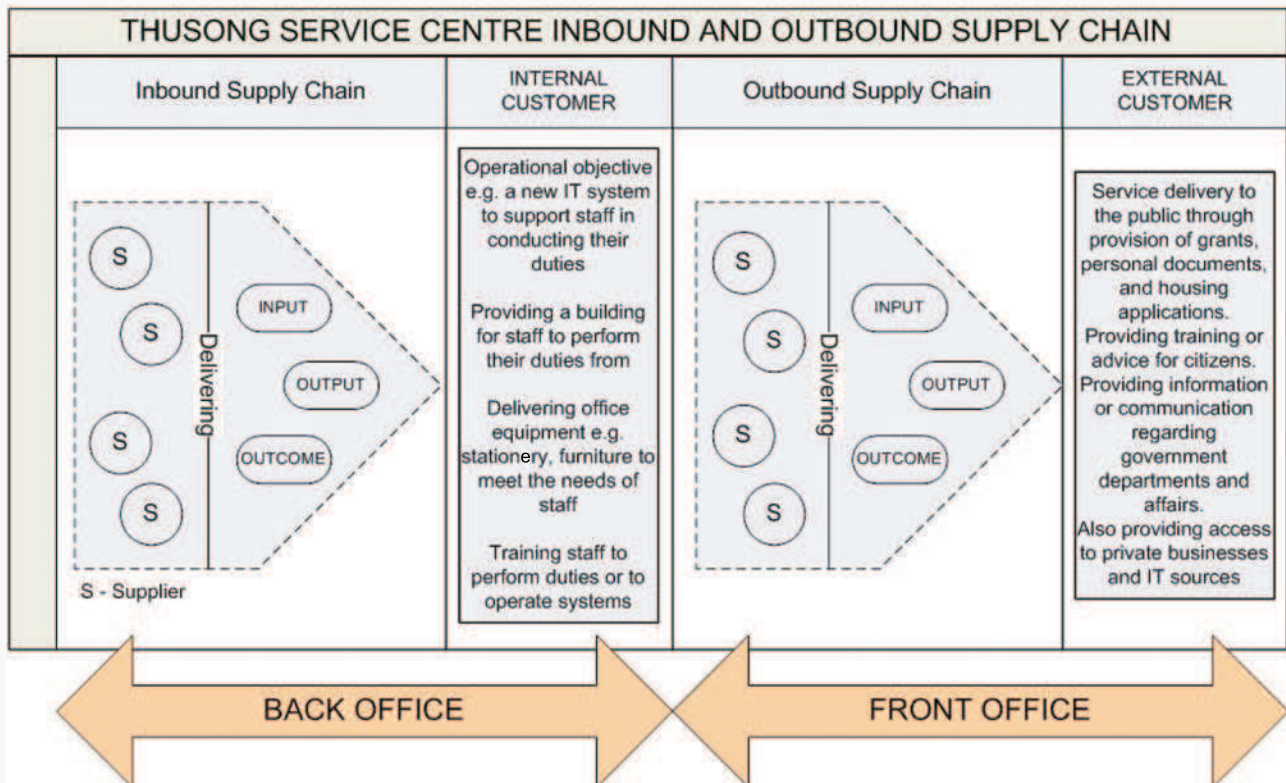 THUSONG SERVICE CENTRE INBOUND AND OUTBOUND SUPPLY CHAIN
Inbound Supply Chain
INTERNAL
CUSTOMER
Outbound Supply Chain
EXTERNAL
CUSTOMER
S
S
S
S
Delivering
INPUT
OUTPUT
OUTCOME
S - Supplier
Operational objective
e.g. a new IT system
to support staff in
conducting their
duties
Providing a building
for staff to perform
their duties from
Delivering office
equipment e.g.
stationery, furniture to
meet the needs of
staff
Training staff to
perform duties or to
operate systems
S
S
S
S
Delivering
INPUT
OUTPUT
OUTCOME
Service delivery to
the public through
provision of grants,
personal documents,
and housing
applications.
Providing training or
advice for citizens.
Providing information
or communication
regarding
government
departments and
affairs.
Also providing access
to private businesses
and IT sources
BACK OFFICE
FRONT OFFICE